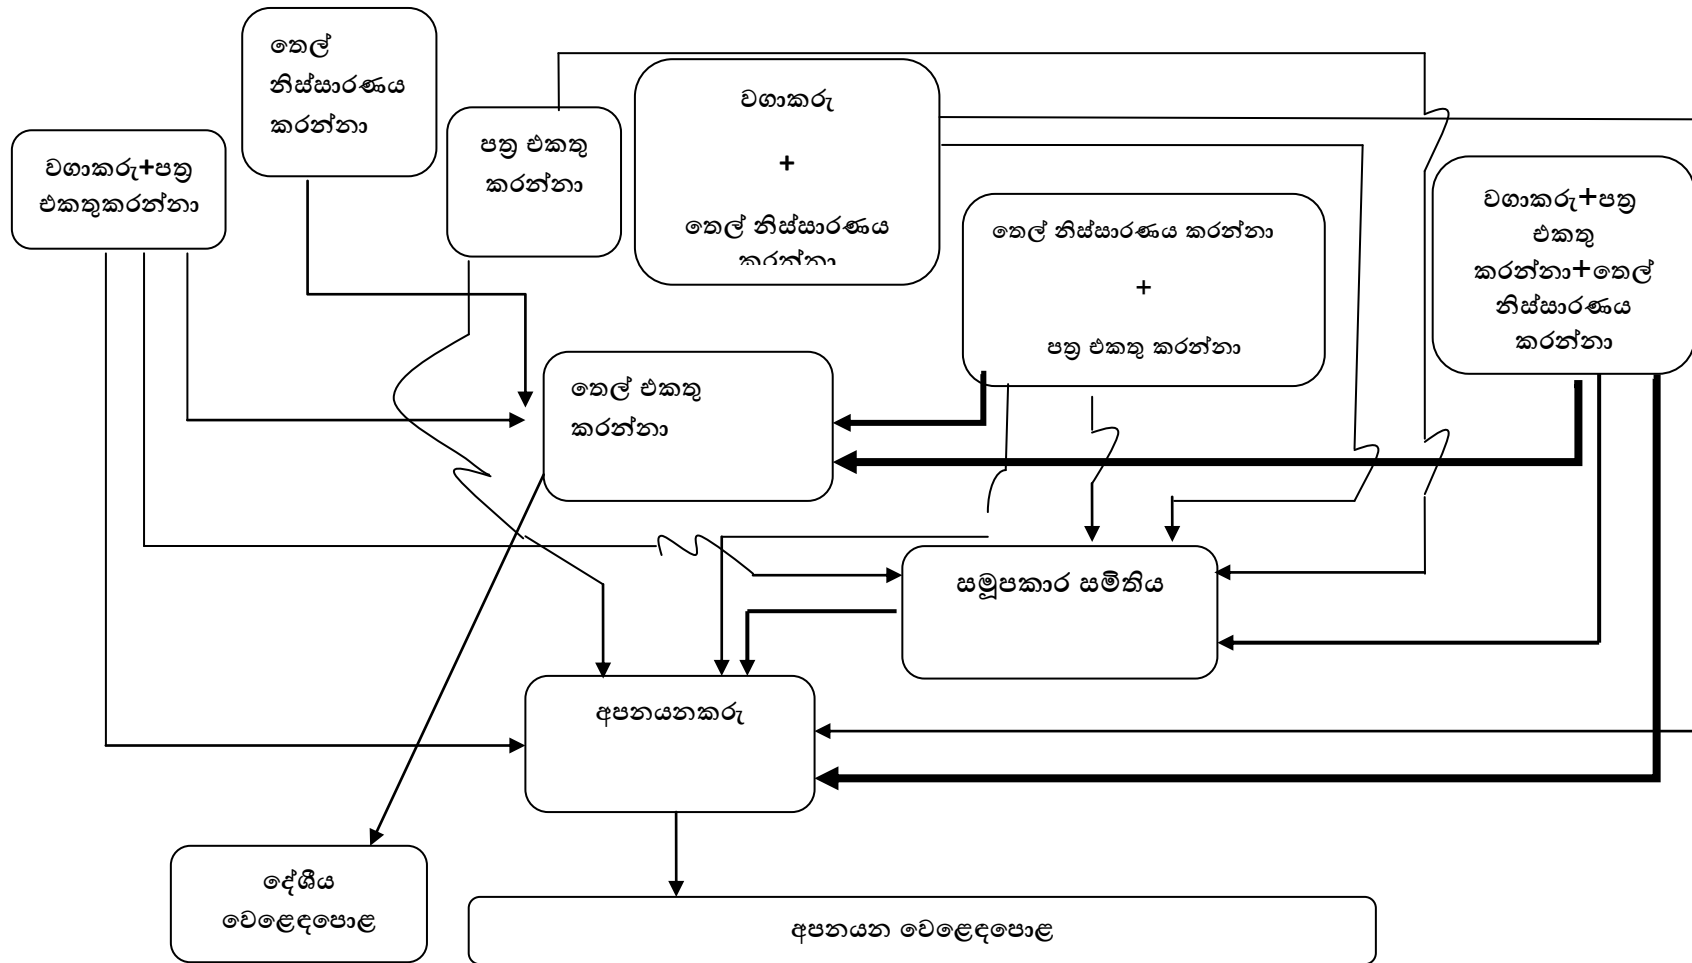 තෙල්
නිස්සාරණය
කරන්නා
වගාකරු+පත්‍ර
එකතුකරන්නා
පත්‍ර එකතු
කරන්නා
වගාකරු
+
තෙල් නිස්සාරණය
කරන්නා
තෙල් නිස්සාරණය කරන්නා
+
පත්‍ර එකතු කරන්නා
වගාකරු+පත්‍ර
එකතු
කරන්නා+තෙල්
නිස්සාරණය
කරන්නා
තෙල් එකතු
කරන්නා
සමූපකාර සමිතිය
අපනයනකරු
දේශීය
වෙළෙඳපොළ
අපනයන වෙළෙඳපොළ